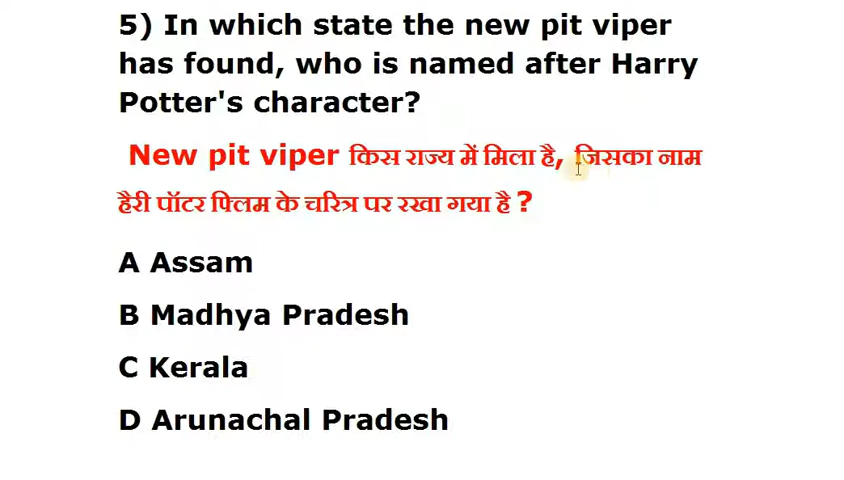 5) In which state the new pit viper
has found, who is named after Harry
Potter's character?
New pit viper किस राज्य में मिला है, जिसका नाम
हैरी पॉटर फ़्लिम के चरित्र पर रखा गया है ?
A Assam
B Madhya Pradesh
C Kerala
D Arunachal Pradesh